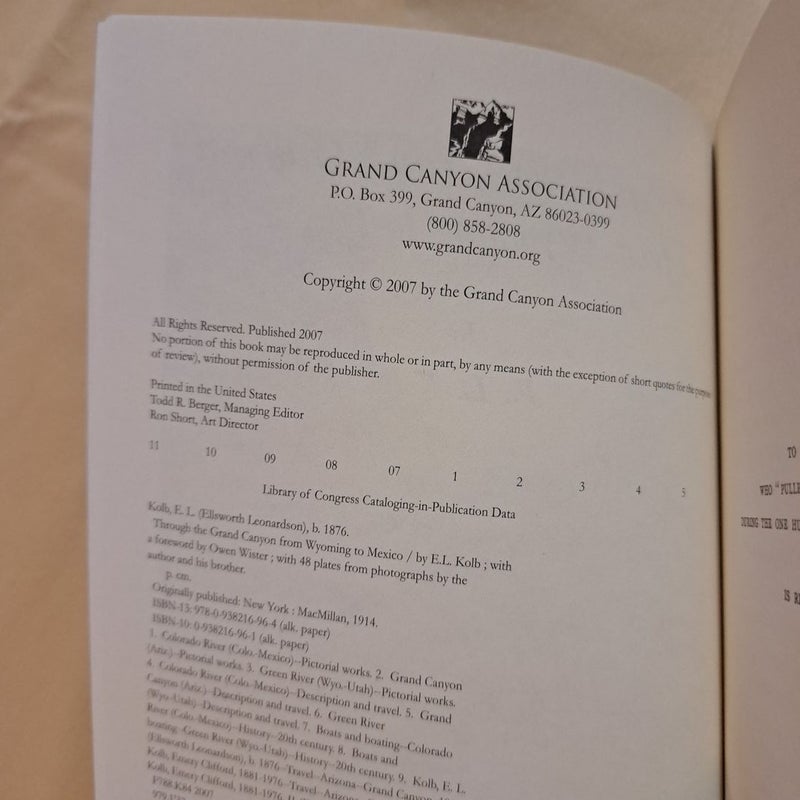 GRAND CANYON ASSOCIATION
P.O. Box 399, Grand Canyon, AZ 86023-0399
(800) 858-2808
www.grandcanyon.org
Copyright © 2007 by the Grand Canyon Association
All Rights Reserved. Published 2007
No portion of this book may be reproduced in whole or in part, by any means (with the exception of short quotes for the purpose
of review), without permission of the publisher.
Printed in the United States
Todd R. Berger, Managing Editor
Ron Short, Art Director
11 10 09 08 07 1 2 3 4 5
Library of Congress Cataloging-in-Publication Data
Kolb, E. L. (Ellsworth Leonardson), b. 1876.
Through the Grand Canyon from Wyoming to Mexico / by E.L. Kolb ; with
a foreword by Owen Wister ; with 48 plates from photographs by the
author and his brother.
p. cm.
Originally published: New York : MacMillan, 1914.
ISBN-13: 978-0-938216-96-4 (alk. paper)
ISBN-10: 0-938216-96-1 (alk. paper)
1. Colorado River (Colo.-Mexico)--Pictorial works. 2. Grand Canyon
(Ariz.)--Pictorial works. 3. Green River (Wyo.-Utah)--Pictorial works.
4. Colorado River (Colo.-Mexico)--Description and travel. 5. Grand
Canyon (Ariz.)--Description and travel. 6. Green River
(Wyo.-Utah)--Description and travel. 7. Boats and boating--Colorado
River (Colo.-Mexico)--History--20th century. 8. Boats and
boating--Green River (Wyo.-Utah)--History--20th century. 9. Kolb, E. L.
(Ellsworth Leonardson), b. 1876--Travel--Arizona--Grand Canyon.
Kolb, Emery Clifford, 1881-1976--Travel--Arizona--Grand
Kolb, Emery Clifford, 1881-1976.
F788.K84 2007
TO
WHO "PULLE
DURING THE ONE HU
IS RE